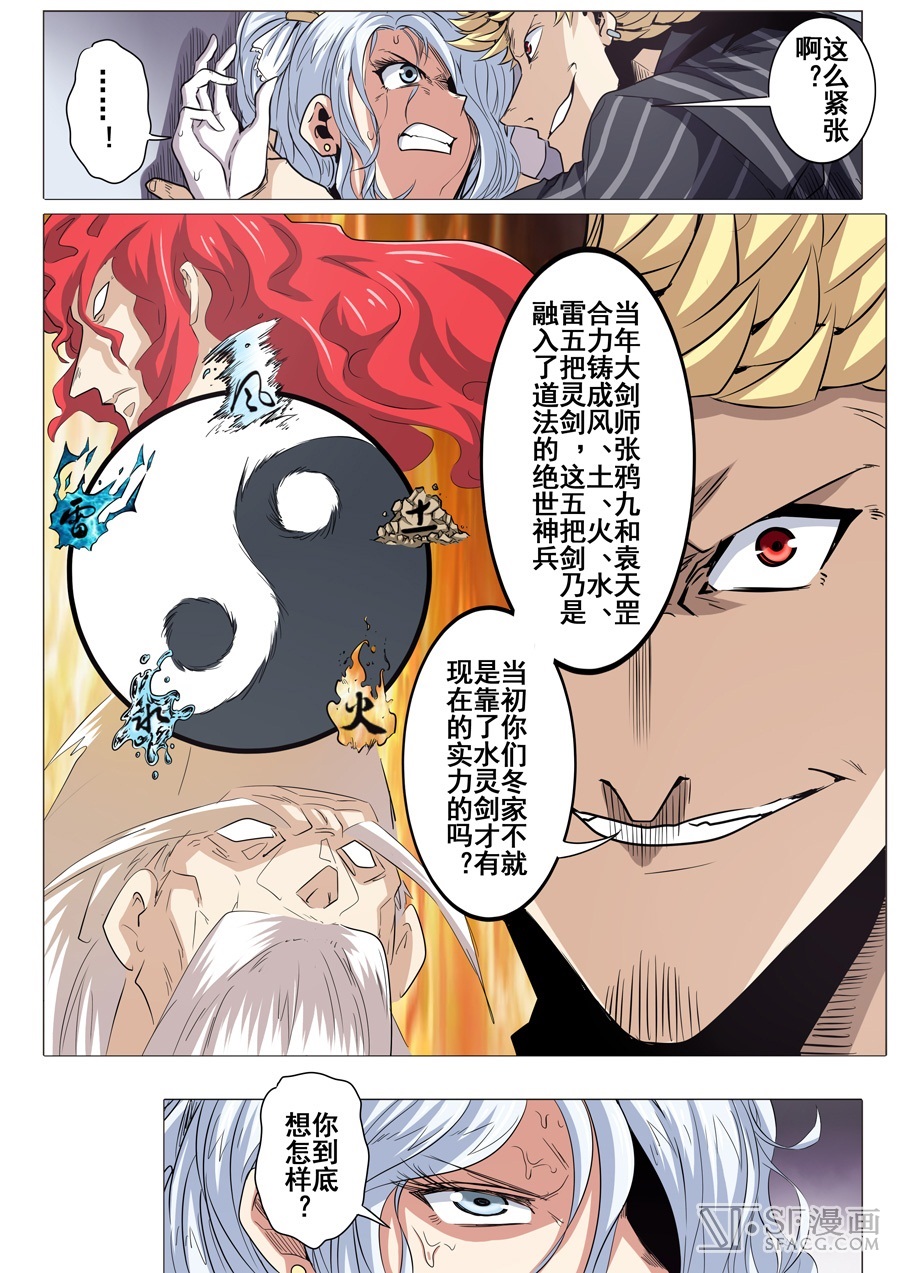 这么紧张
啊？
……！
当年大剑师张鸦九和袁天罡
合力铸成风、土、火、水、
雷五把灵剑，这五把剑乃是
融入了道法的绝世神兵
风
雷
土
水
火
当初你们冬家不就
是靠了水灵剑才有
现在的实力的吗？
你到底
想怎样？
SF漫画
SFACG.COM